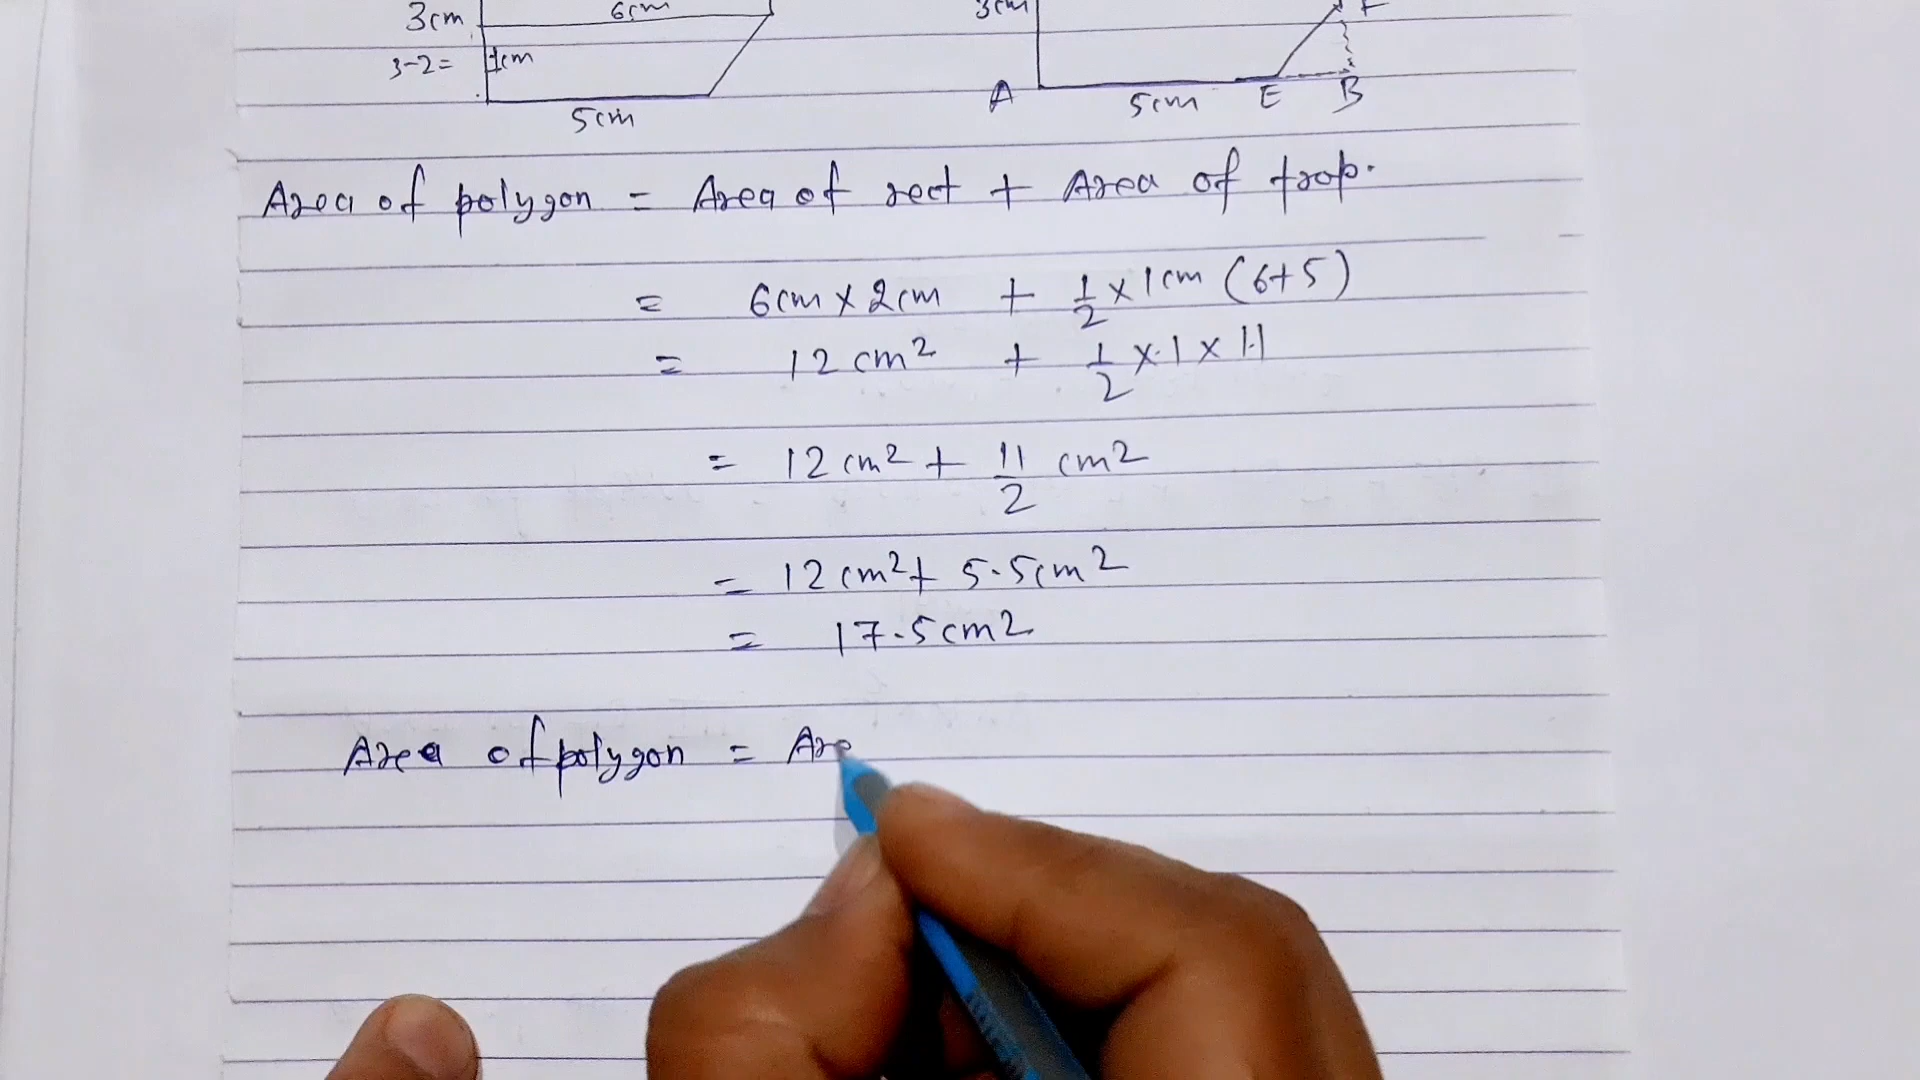 3cm 6cm 3cm F
3-2= 1cm
5cm A 5cm E B
Area of polygon = Area of rect + Area of trap.
= 6cm × 2cm + 1/2 × 1cm (6+5)
= 12 cm2 + 1/2 × 1 × 11
= 12 cm2 + 11/2 cm2
= 12 cm2 + 5.5cm2
= 17.5cm2
Area of polygon = Are